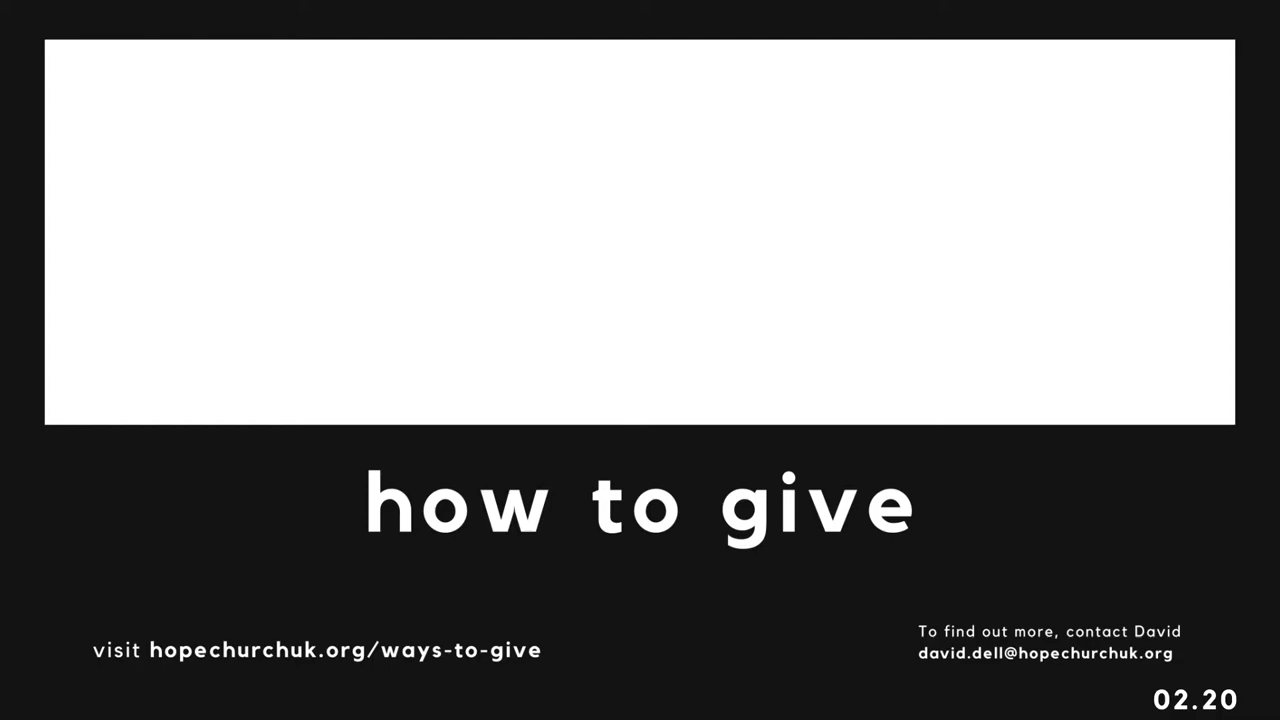 how to give
visit hopechurchuk.org/ways-to-give
To find out more, contact David
david.dell@hopechurchuk.org
02.20